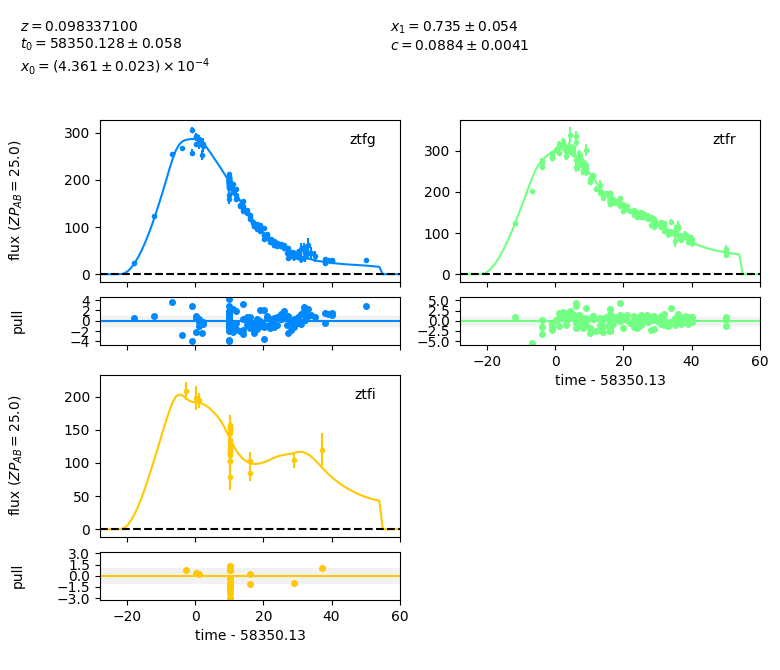 z = 0.098337100
t₀ = 58350.128 ± 0.058
x₀ = (4.361 ± 0.023) × 10⁻⁴
x₁ = 0.735 ± 0.054
c = 0.0884 ± 0.0041
ztfg
300
200
100
0
flux (ZP_AB = 25.0)
4
2
0
−2
−4
pull
ztfr
300
200
100
0
5.0
2.5
0.0
−2.5
−5.0
−20
0
20
40
60
time - 58350.13
ztfi
200
150
100
50
0
flux (ZP_AB = 25.0)
3.0
1.5
0.0
−1.5
−3.0
pull
−20
0
20
40
60
time - 58350.13